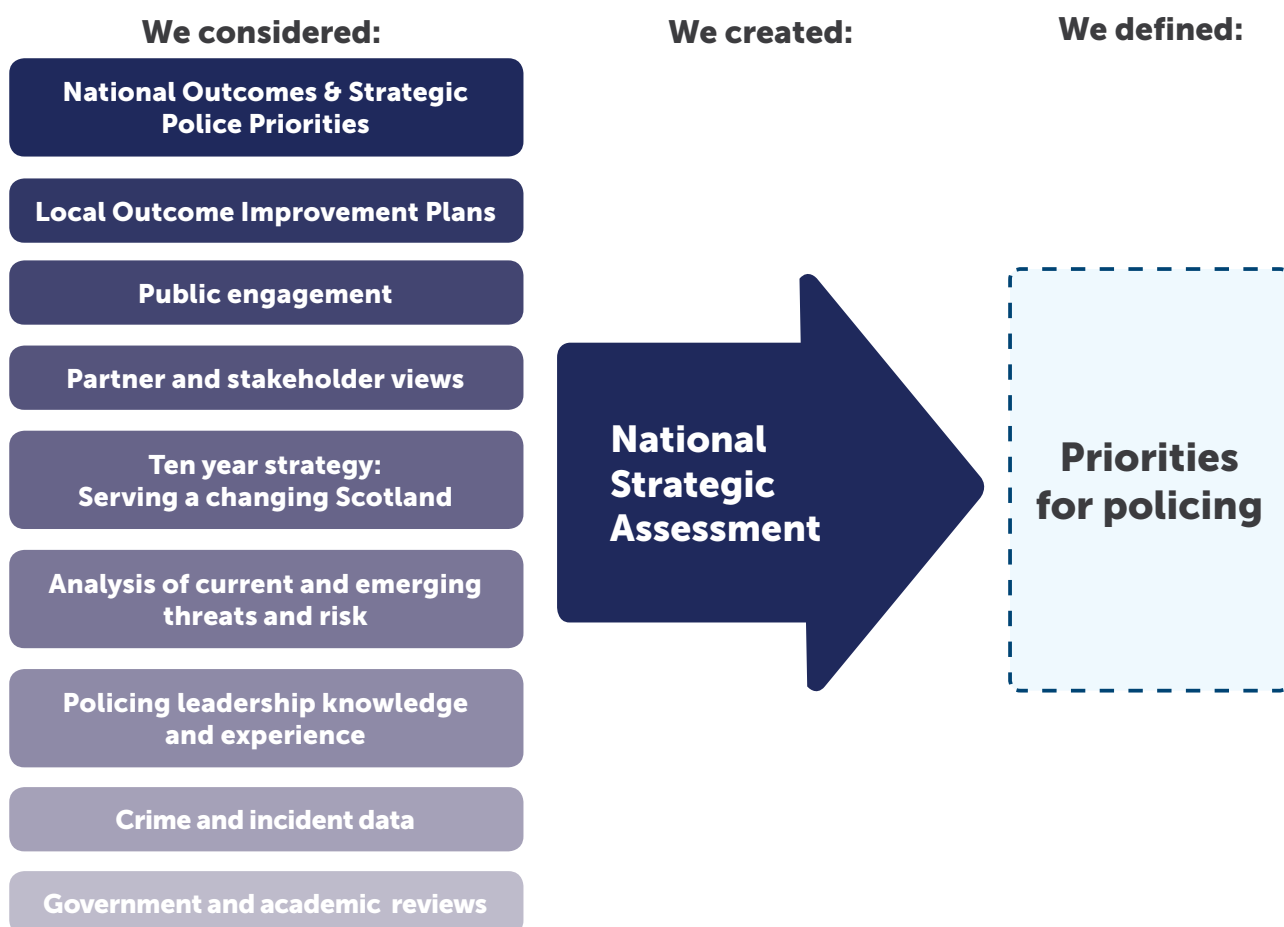 We considered:
National Outcomes & Strategic
Police Priorities
Local Outcome Improvement Plans
Public engagement
Partner and stakeholder views
Ten year strategy:
Serving a changing Scotland
Analysis of current and emerging
threats and risk
Policing leadership knowledge
and experience
Crime and incident data
Government and academic reviews
We created:
National
Strategic
Assessment
We defined:
Priorities
for policing